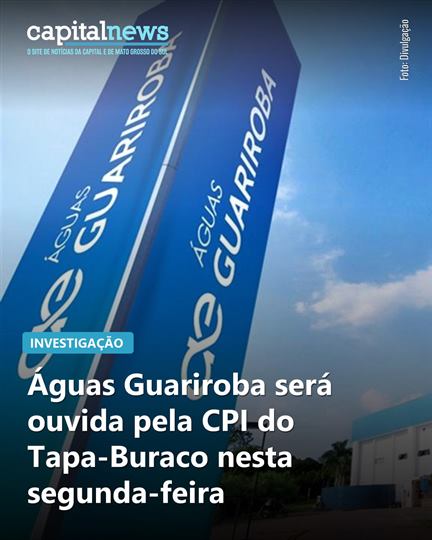 capitalnews
O SITE DE NOTÍCIAS DA CAPITAL E DE MATO GROSSO DO SUL
Foto: Divulgação
ÁGUAS
GUARIROBA
ÁGUAS
GUARIROBA
INVESTIGAÇÃO
Águas Guariroba será
ouvida pela CPI do
Tapa-Buraco nesta
segunda-feira